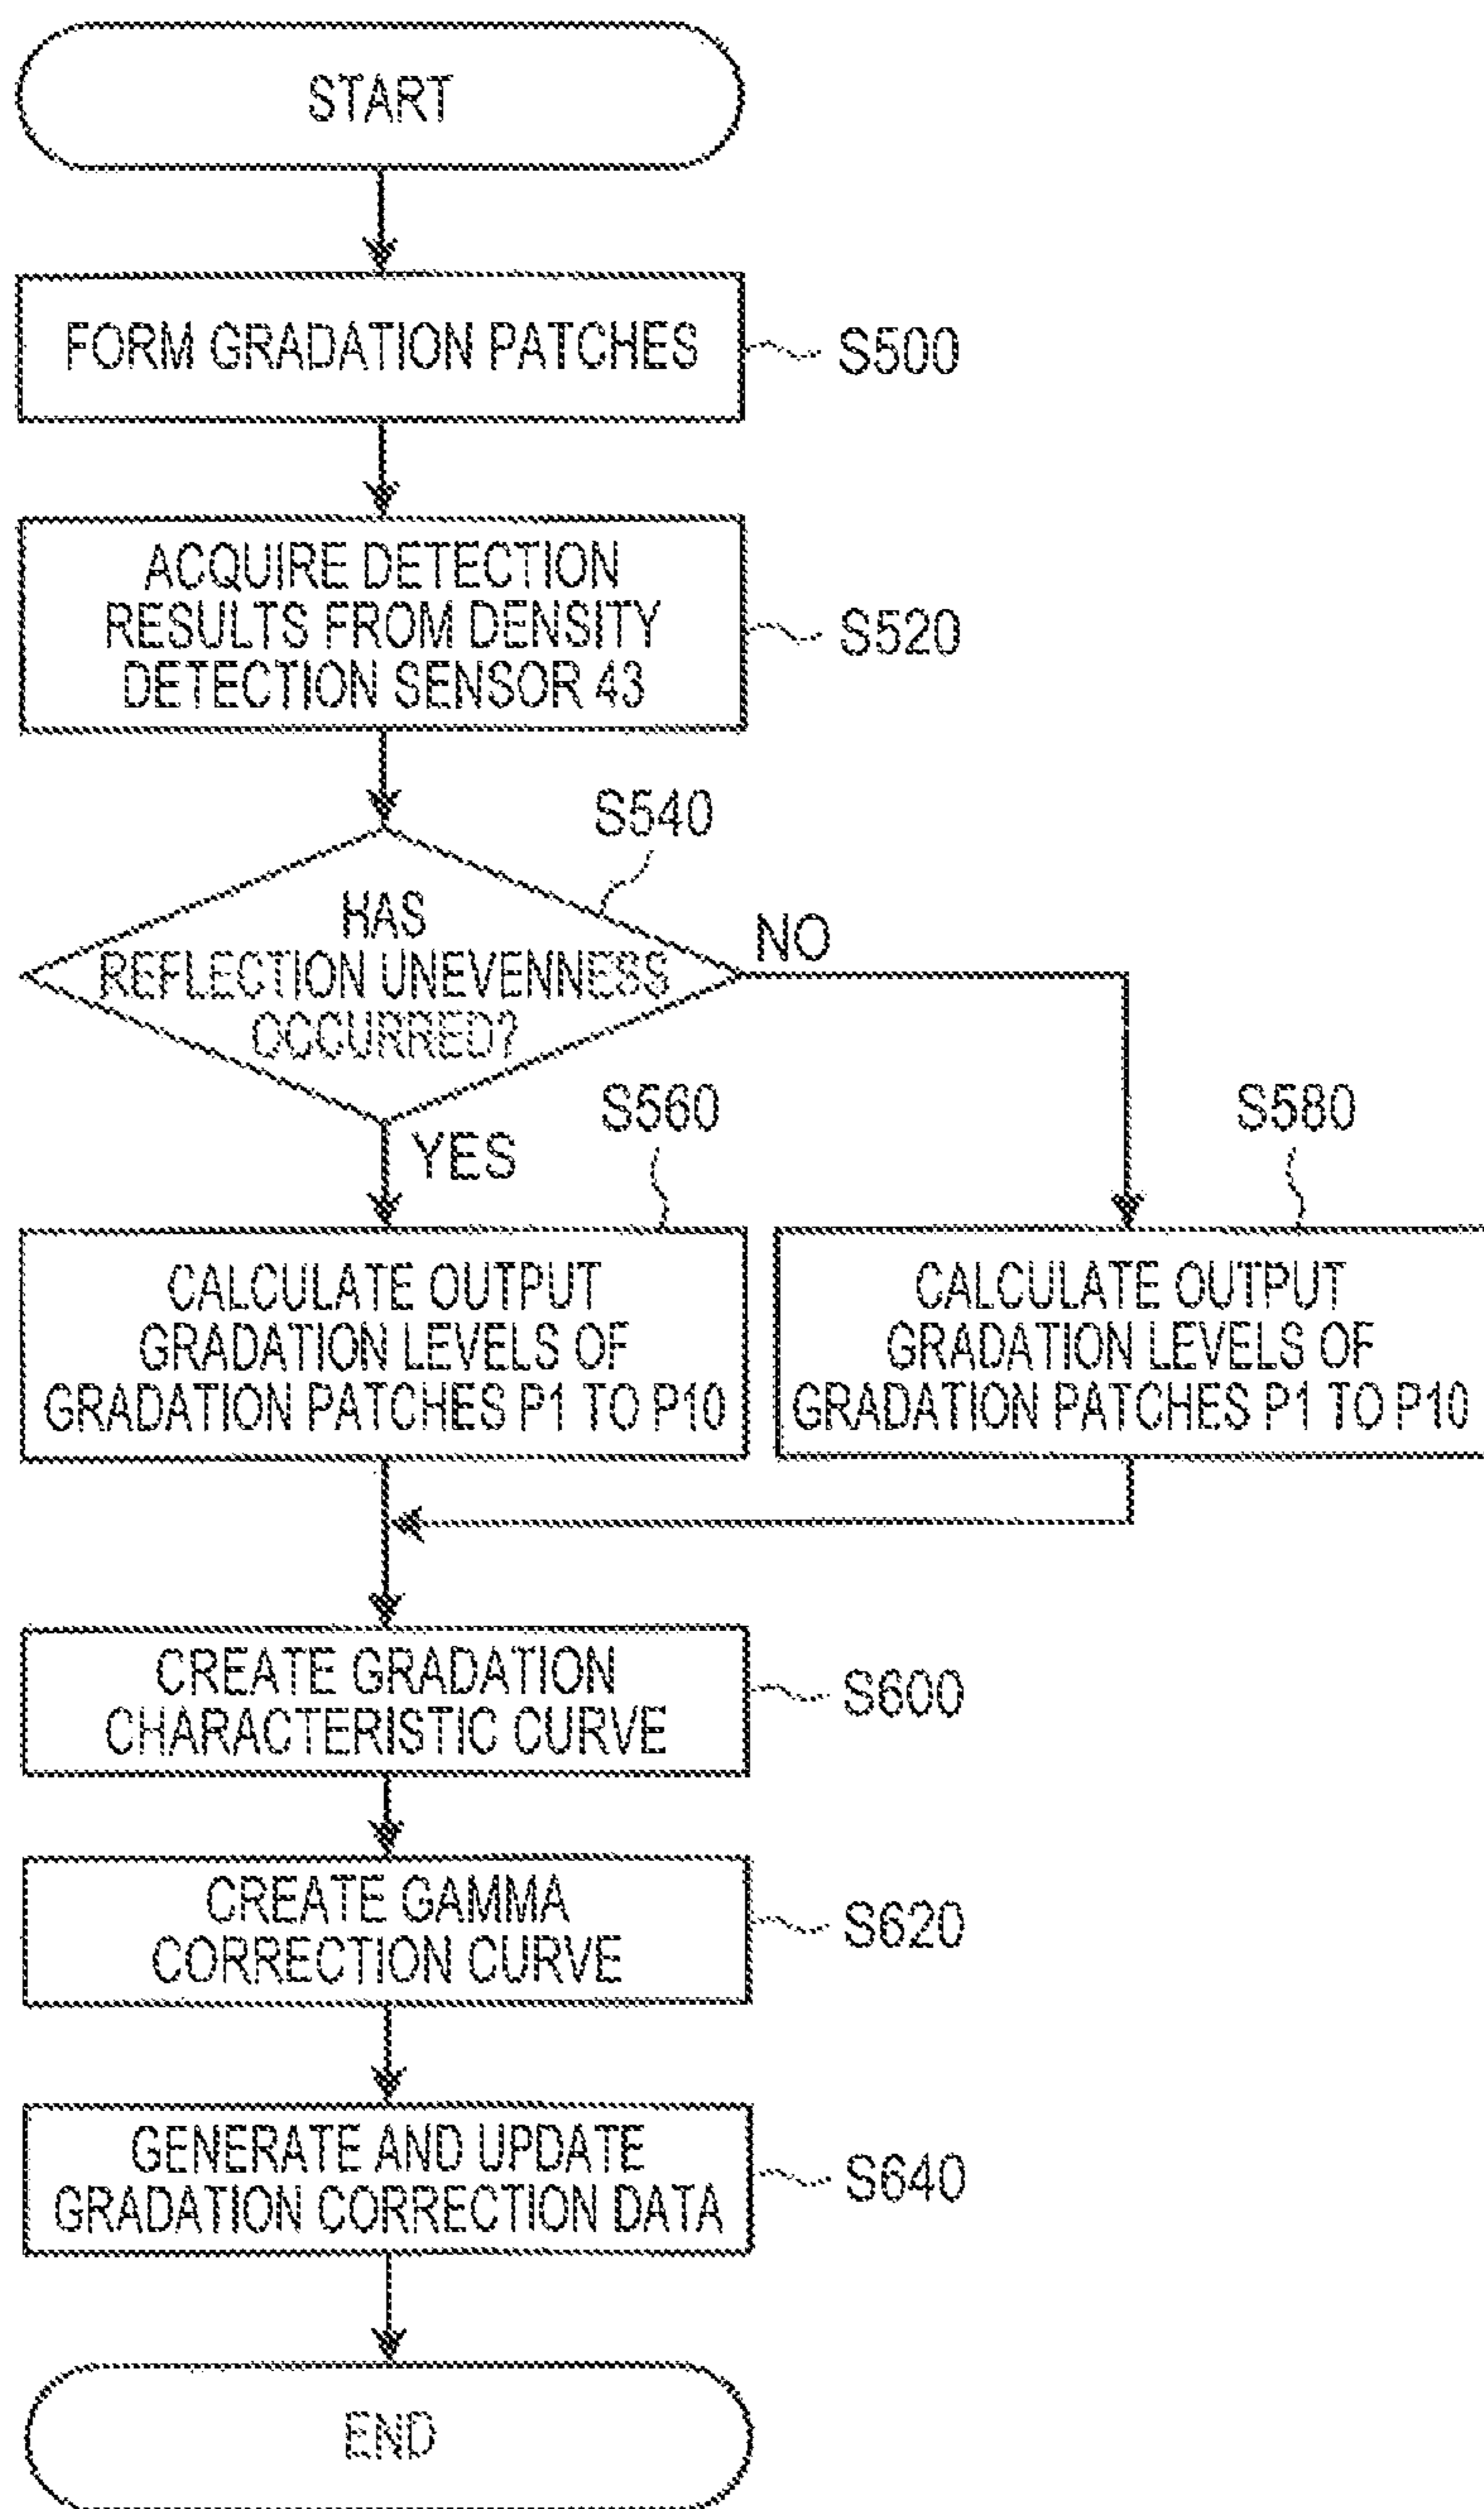 START
FORM GRADATION PATCHES
S500
ACQUIRE DETECTION
RESULTS FROM DENSITY
DETECTION SENSOR 43
S520
S540
HAS
REFLECTION UNEVENNESS
OCCURRED?
NO
YES
S560
S580
CALCULATE OUTPUT
GRADATION LEVELS OF
GRADATION PATCHES P1 TO P10
CALCULATE OUTPUT
GRADATION LEVELS OF
GRADATION PATCHES P1 TO P10
CREATE GRADATION
CHARACTERISTIC CURVE
S600
CREATE GAMMA
CORRECTION CURVE
S620
GENERATE AND UPDATE
GRADATION CORRECTION DATA
S640
END